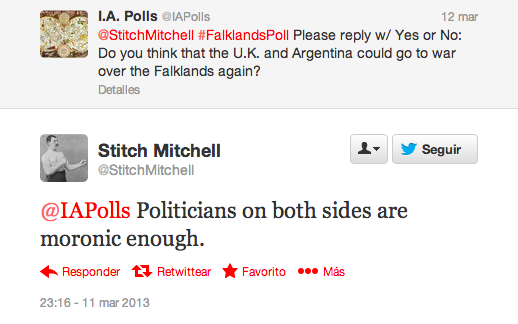 I.A. Polls @IAPolls 12 mar
@StitchMitchell #FalklandsPoll Please reply w/ Yes or No:
Do you think that the U.K. and Argentina could go to war
over the Falklands again?
Detalles
Stitch Mitchell
@StitchMitchell
Seguir
@IAPolls Politicians on both sides are
moronic enough.
Responder Retwittear Favorito Más
23:16 - 11 mar 2013